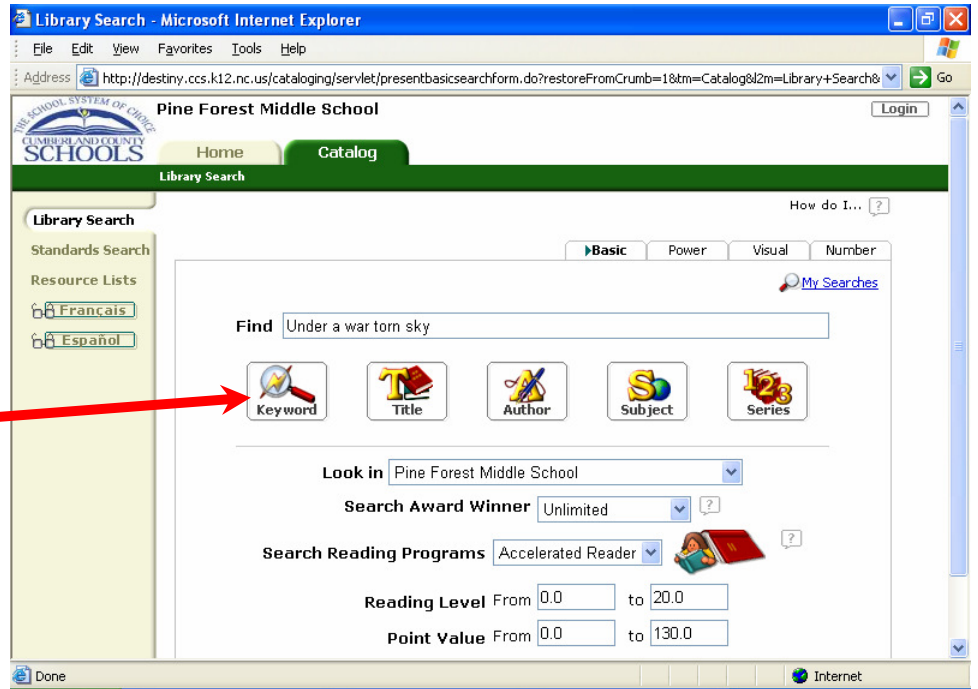 Library Search - Microsoft Internet Explorer
File Edit View Favorites Tools Help
Address http://destiny.ccs.k12.nc.us/cataloging/servlet/presentbasicsearchform.do?restoreFromCrumb=1&tm=Catalog&l2m=Library+Search& Go
THE SCHOOL SYSTEM OF CHOICE
CUMBERLAND COUNTY
SCHOOLS
Pine Forest Middle School
Login
Home Catalog
Library Search
How do I... ?
Library Search
Standards Search
Resource Lists
Français
Español
Basic Power Visual Number
My Searches
Find Under a war torn sky
Keyword Title Author Subject Series
Look in Pine Forest Middle School
Search Award Winner Unlimited ?
Search Reading Programs Accelerated Reader ?
Reading Level From 0.0 to 20.0
Point Value From 0.0 to 130.0
Done Internet